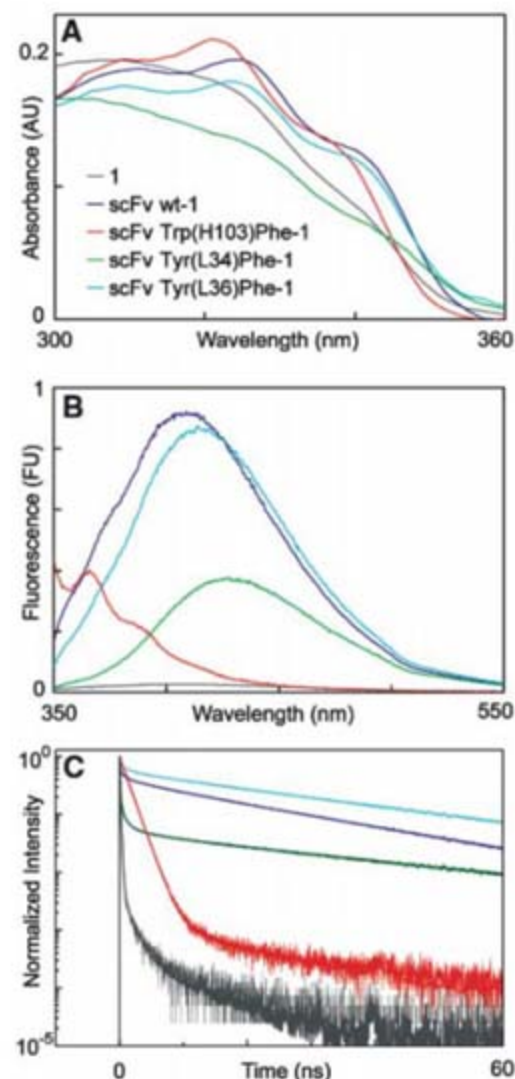 A
0.2
Absorbance (AU)
1
scFv wt-1
scFv Trp(H103)Phe-1
scFv Tyr(L34)Phe-1
scFv Tyr(L36)Phe-1
0
300
Wavelength (nm)
360
1
B
Fluorescence (FU)
0
350
Wavelength (nm)
550
10⁰
C
Normalized Intensity
10⁻⁵
0
Time (ns)
60